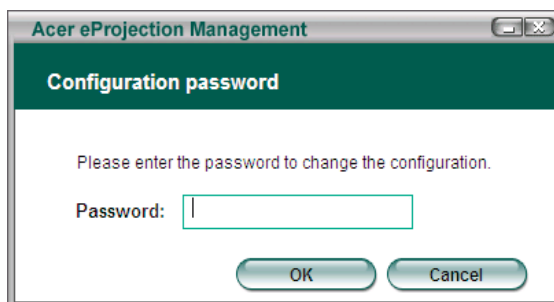 Acer eProjection Management
Configuration password
Please enter the password to change the configuration.
Password:
OK Cancel